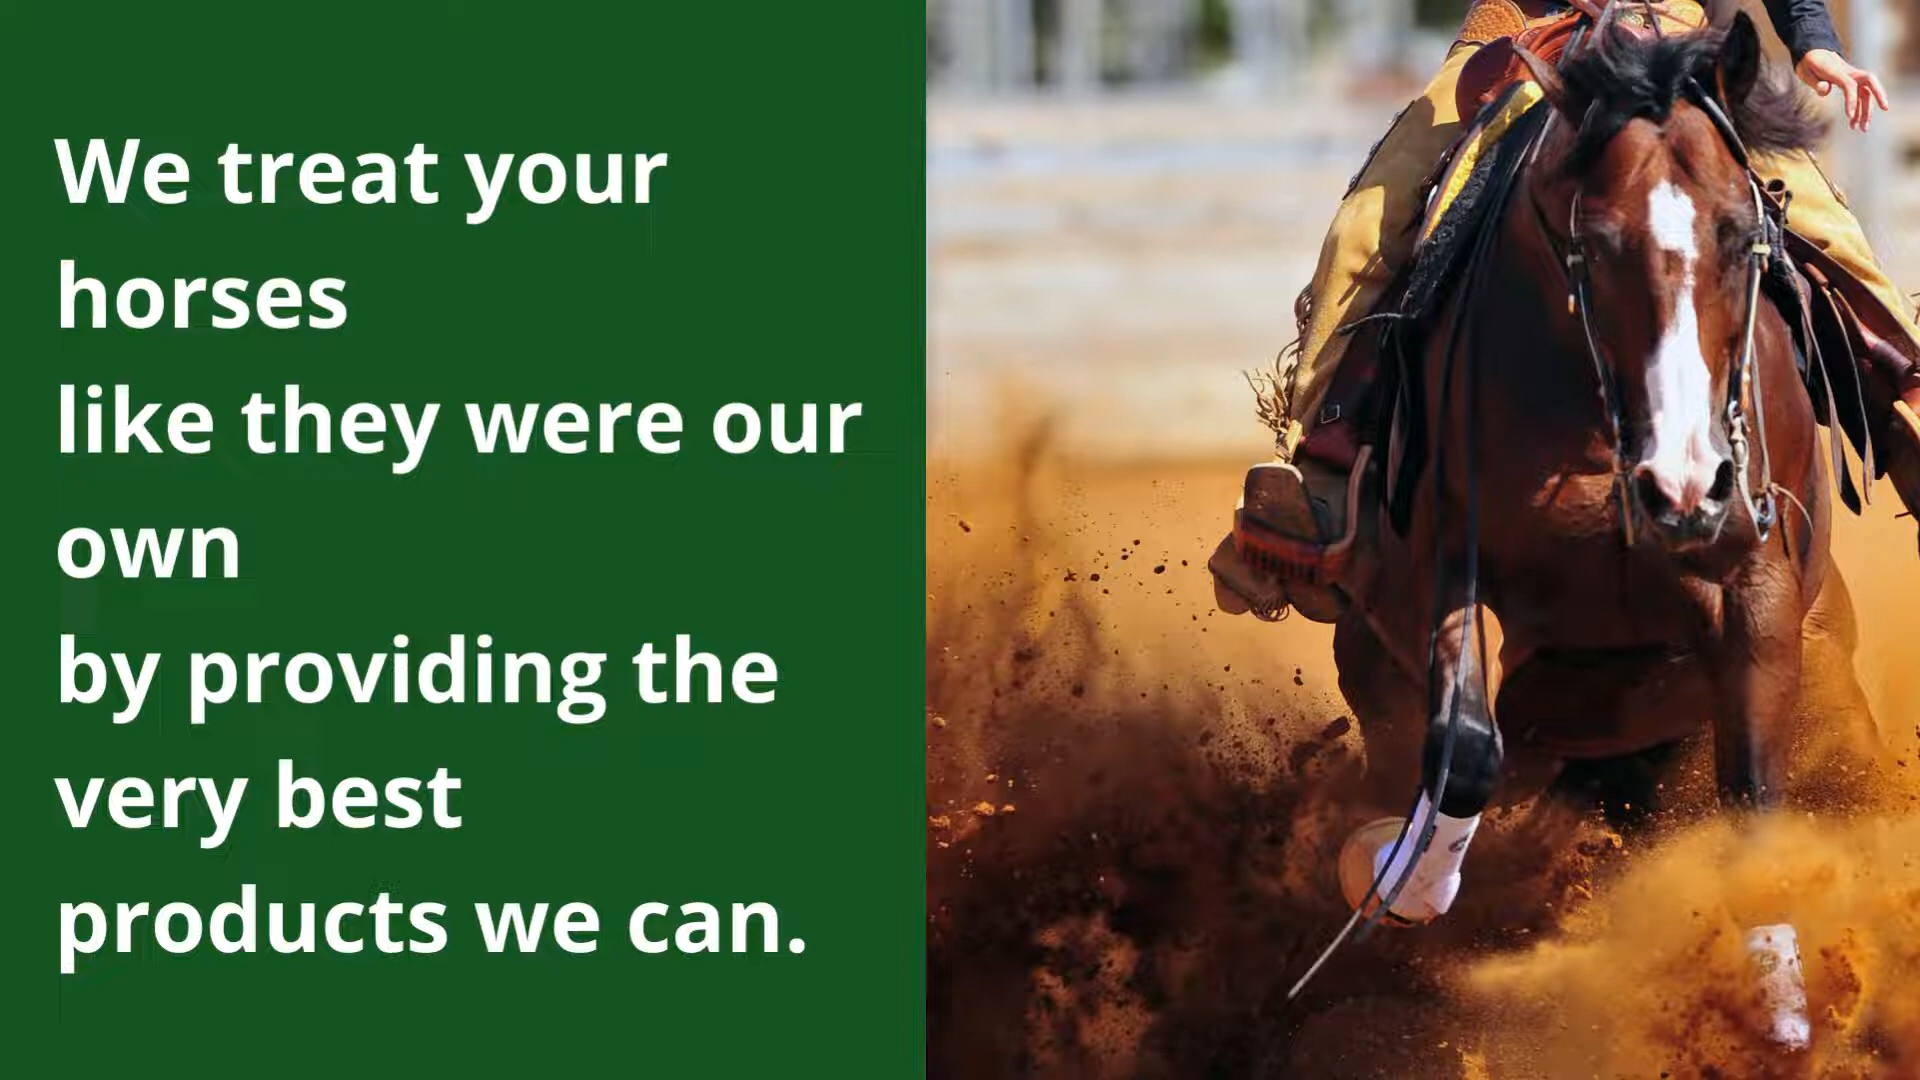 We treat your
horses
like they were our
own
by providing the
very best
products we can.